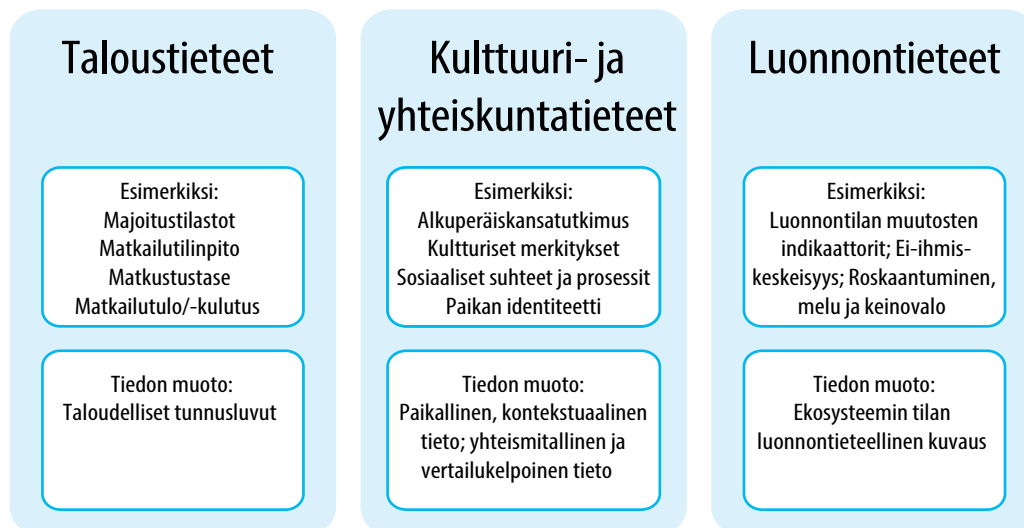 Taloustieteet
Esimerkiksi:
Majoitustilastot
Matkailutilinpito
Matkustustase
Matkailutulo/-kulutus
Tiedon muoto:
Taloudelliset tunnusluvut
Kulttuuri- ja
yhteiskuntatieteet
Esimerkiksi:
Alkuperäiskansatutkimus
Kultturiset merkitykset
Sosiaaliset suhteet ja prosessit
Paikan identiteetti
Tiedon muoto:
Paikallinen, kontekstuaalinen
tieto; yhteismitallinen ja
vertailukelpoinen tieto
Luonnontieteet
Esimerkiksi:
Luonnontilan muutosten
indikaattorit; Ei-ihmis-
keskeisyys; Roskaantuminen,
melu ja keinovalo
Tiedon muoto:
Ekosysteemin tilan
luonnontieteellinen kuvaus